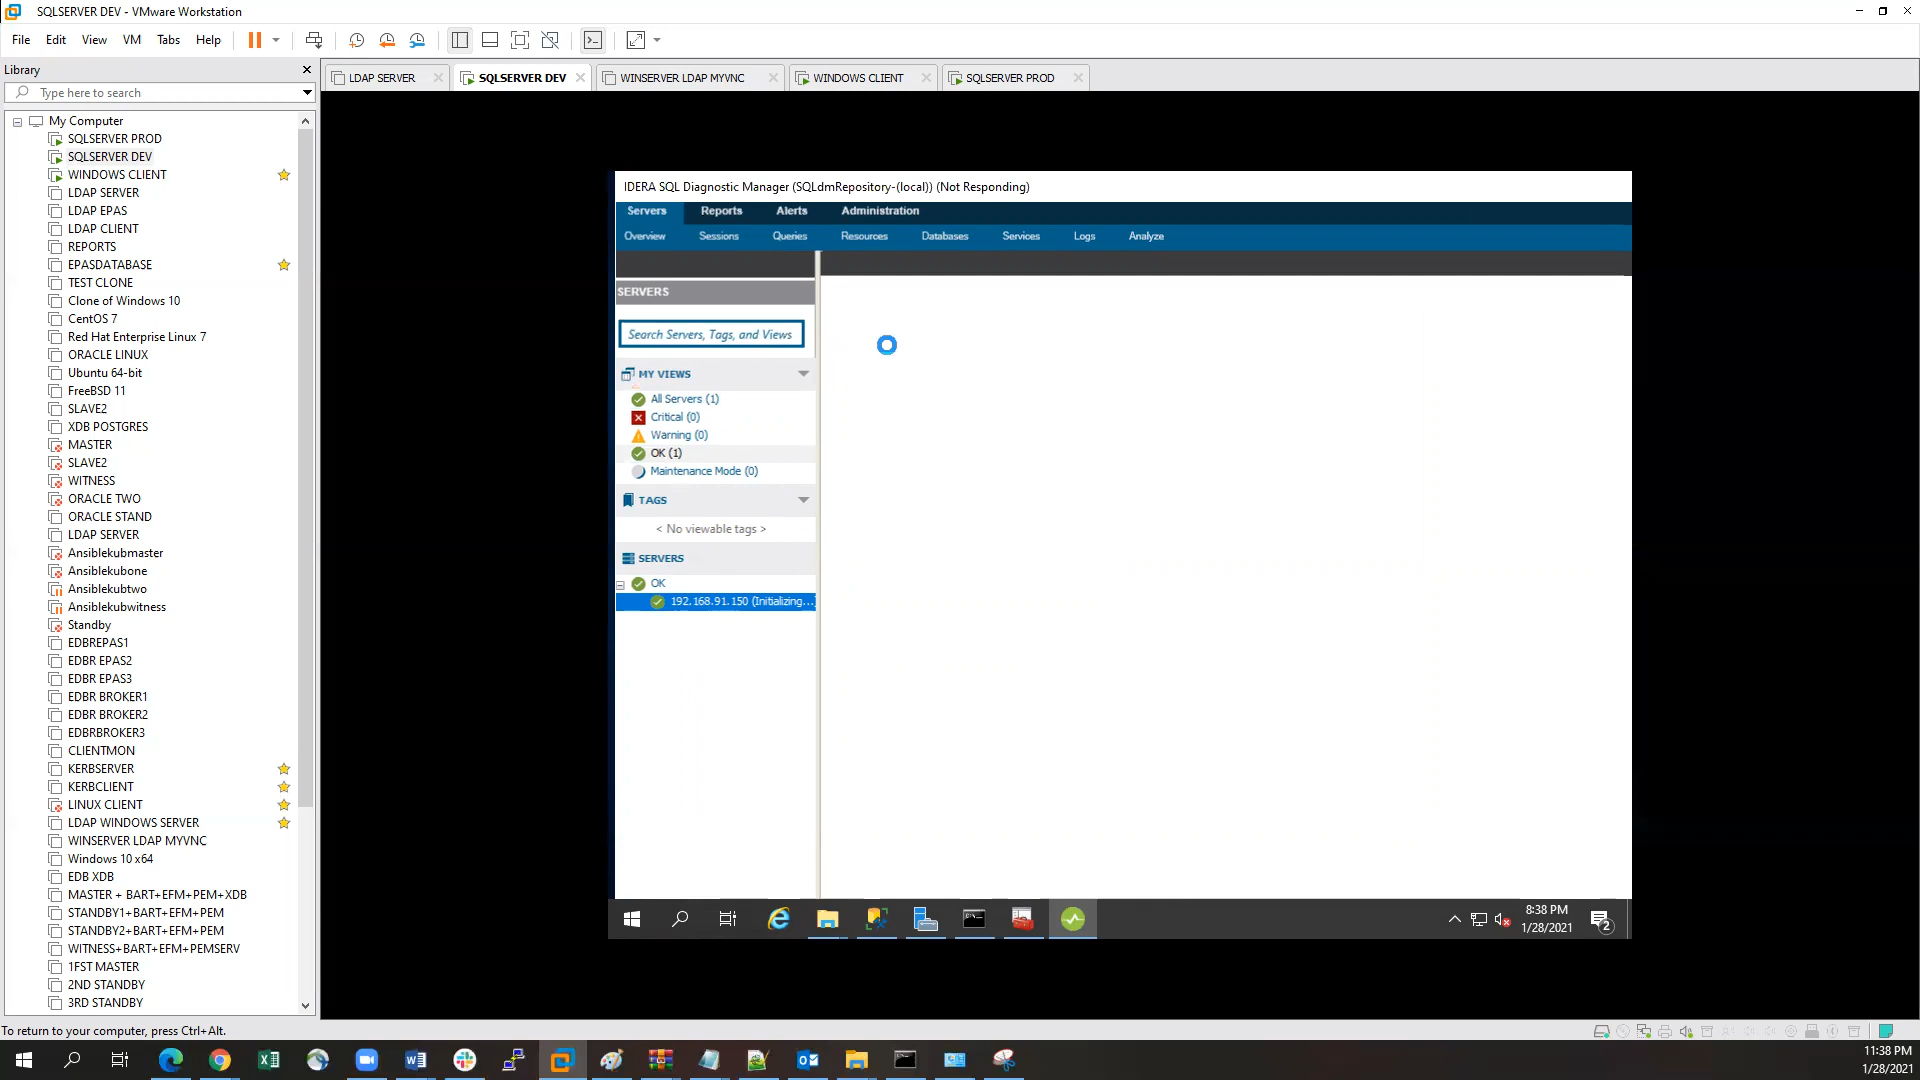 SQLSERVER DEV - VMware Workstation
File Edit View VM Tabs Help
Library
Type here to search
My Computer
SQLSERVER PROD
SQLSERVER DEV
WINDOWS CLIENT
LDAP SERVER
LDAP EPAS
LDAP CLIENT
REPORTS
EPASDATABASE
TEST CLONE
Clone of Windows 10
CentOS 7
Red Hat Enterprise Linux 7
ORACLE LINUX
Ubuntu 64-bit
FreeBSD 11
SLAVE2
XDB POSTGRES
MASTER
SLAVE2
WITNESS
ORACLE TWO
ORACLE STAND
LDAP SERVER
Ansiblekubmaster
Ansiblekubone
Ansiblekubtwo
Ansiblekubwitness
Standby
EDBREPAS1
EDBR EPAS2
EDBR EPAS3
EDBR BROKER1
EDBR BROKER2
EDBRBROKER3
CLIENTMON
KERBSERVER
KERBCLIENT
LINUX CLIENT
LDAP WINDOWS SERVER
WINSERVER LDAP MYVNC
Windows 10 x64
EDB XDB
MASTER + BART+EFM+PEM+XDB
STANDBY1+BART+EFM+PEM
STANDBY2+BART+EFM+PEM
WITNESS+BART+EFM+PEMSERV
1FST MASTER
2ND STANDBY
3RD STANDBY
LDAP SERVER SQLSERVER DEV WINSERVER LDAP MYVNC WINDOWS CLIENT SQLSERVER PROD
IDERA SQL Diagnostic Manager (SQLdmRepository-(local)) (Not Responding)
Servers Reports Alerts Administration
Overview Sessions Queries Resources Databases Services Logs Analyze
SERVERS
Search Servers, Tags, and Views
MY VIEWS
All Servers (1)
Critical (0)
Warning (0)
OK (1)
Maintenance Mode (0)
TAGS
< No viewable tags >
SERVERS
OK
192.168.91.150 (Initializing...
8:38 PM
1/28/2021
2
To return to your computer, press Ctrl+Alt.
11:38 PM
1/28/2021